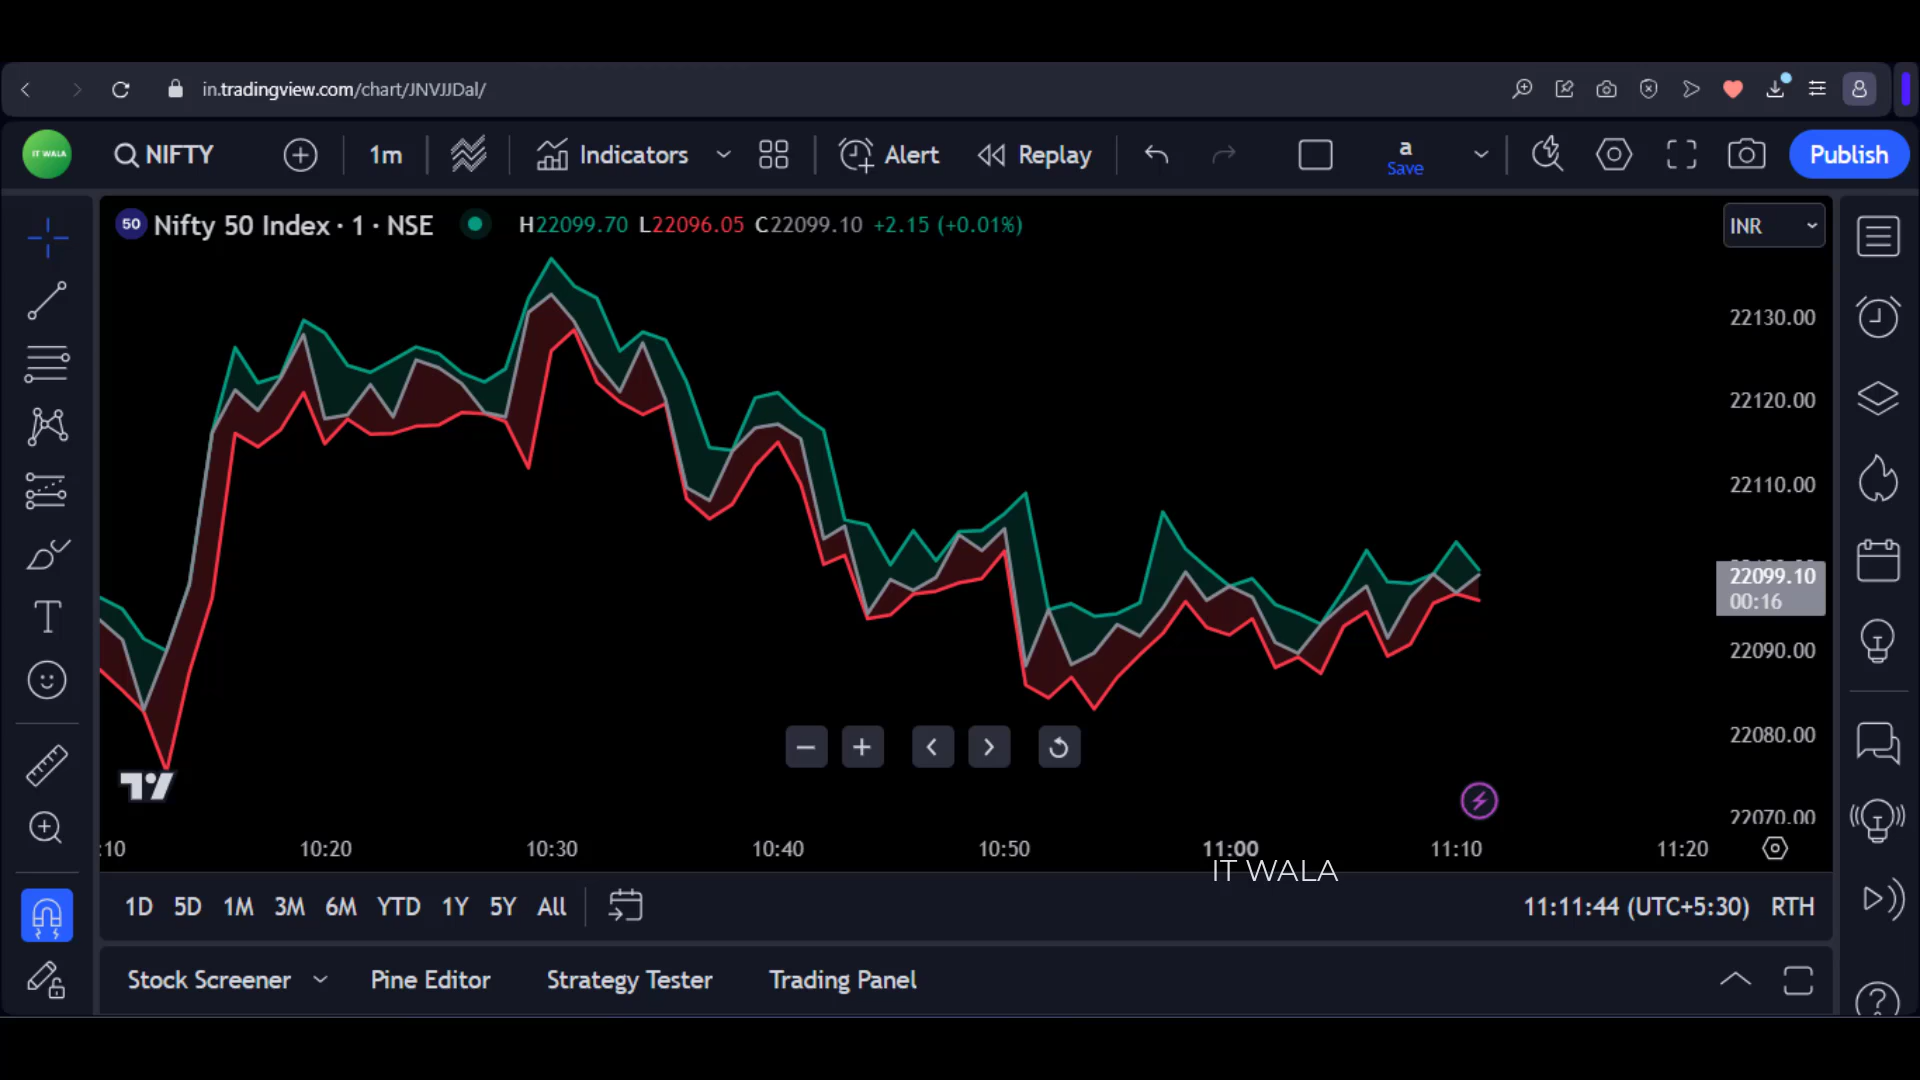 in.tradingview.com/chart/JNVJJDal/
IT WALA
NIFTY
1m
Indicators
Alert
Replay
a
Save
Publish
50
Nifty 50 Index · 1 · NSE
H22099.70 L22096.05 C22099.10 +2.15 (+0.01%)
INR
22130.00
22120.00
22110.00
22099.10
00:16
22090.00
22080.00
22070.00
:10 10:20 10:30 10:40 10:50 11:00 11:10 11:20
IT WALA
1D 5D 1M 3M 6M YTD 1Y 5Y All
11:11:44 (UTC+5:30) RTH
Stock Screener Pine Editor Strategy Tester Trading Panel